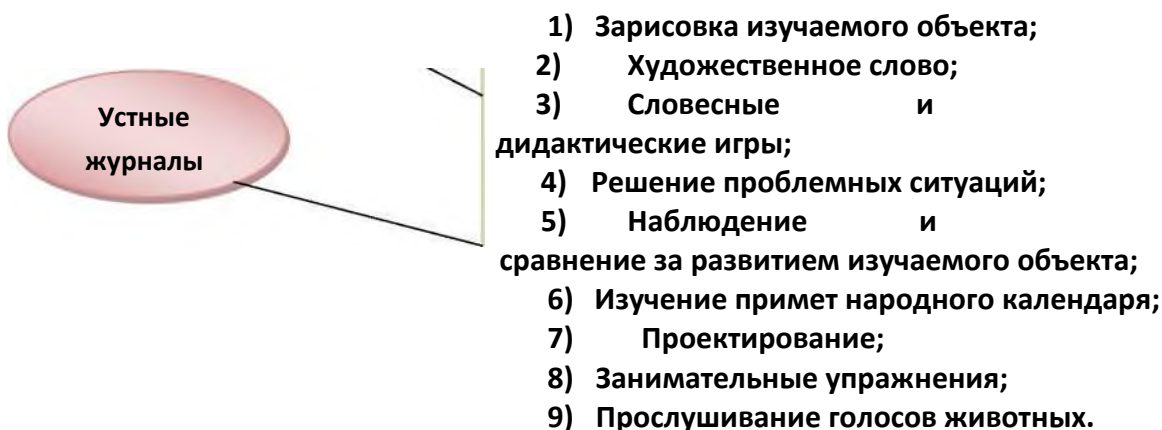 Устные
журналы
1) Зарисовка изучаемого объекта;
2) Художественное слово;
3) Словесные и
дидактические игры;
4) Решение проблемных ситуаций;
5) Наблюдение и
сравнение за развитием изучаемого объекта;
6) Изучение примет народного календаря;
7) Проектирование;
8) Занимательные упражнения;
9) Прослушивание голосов животных.